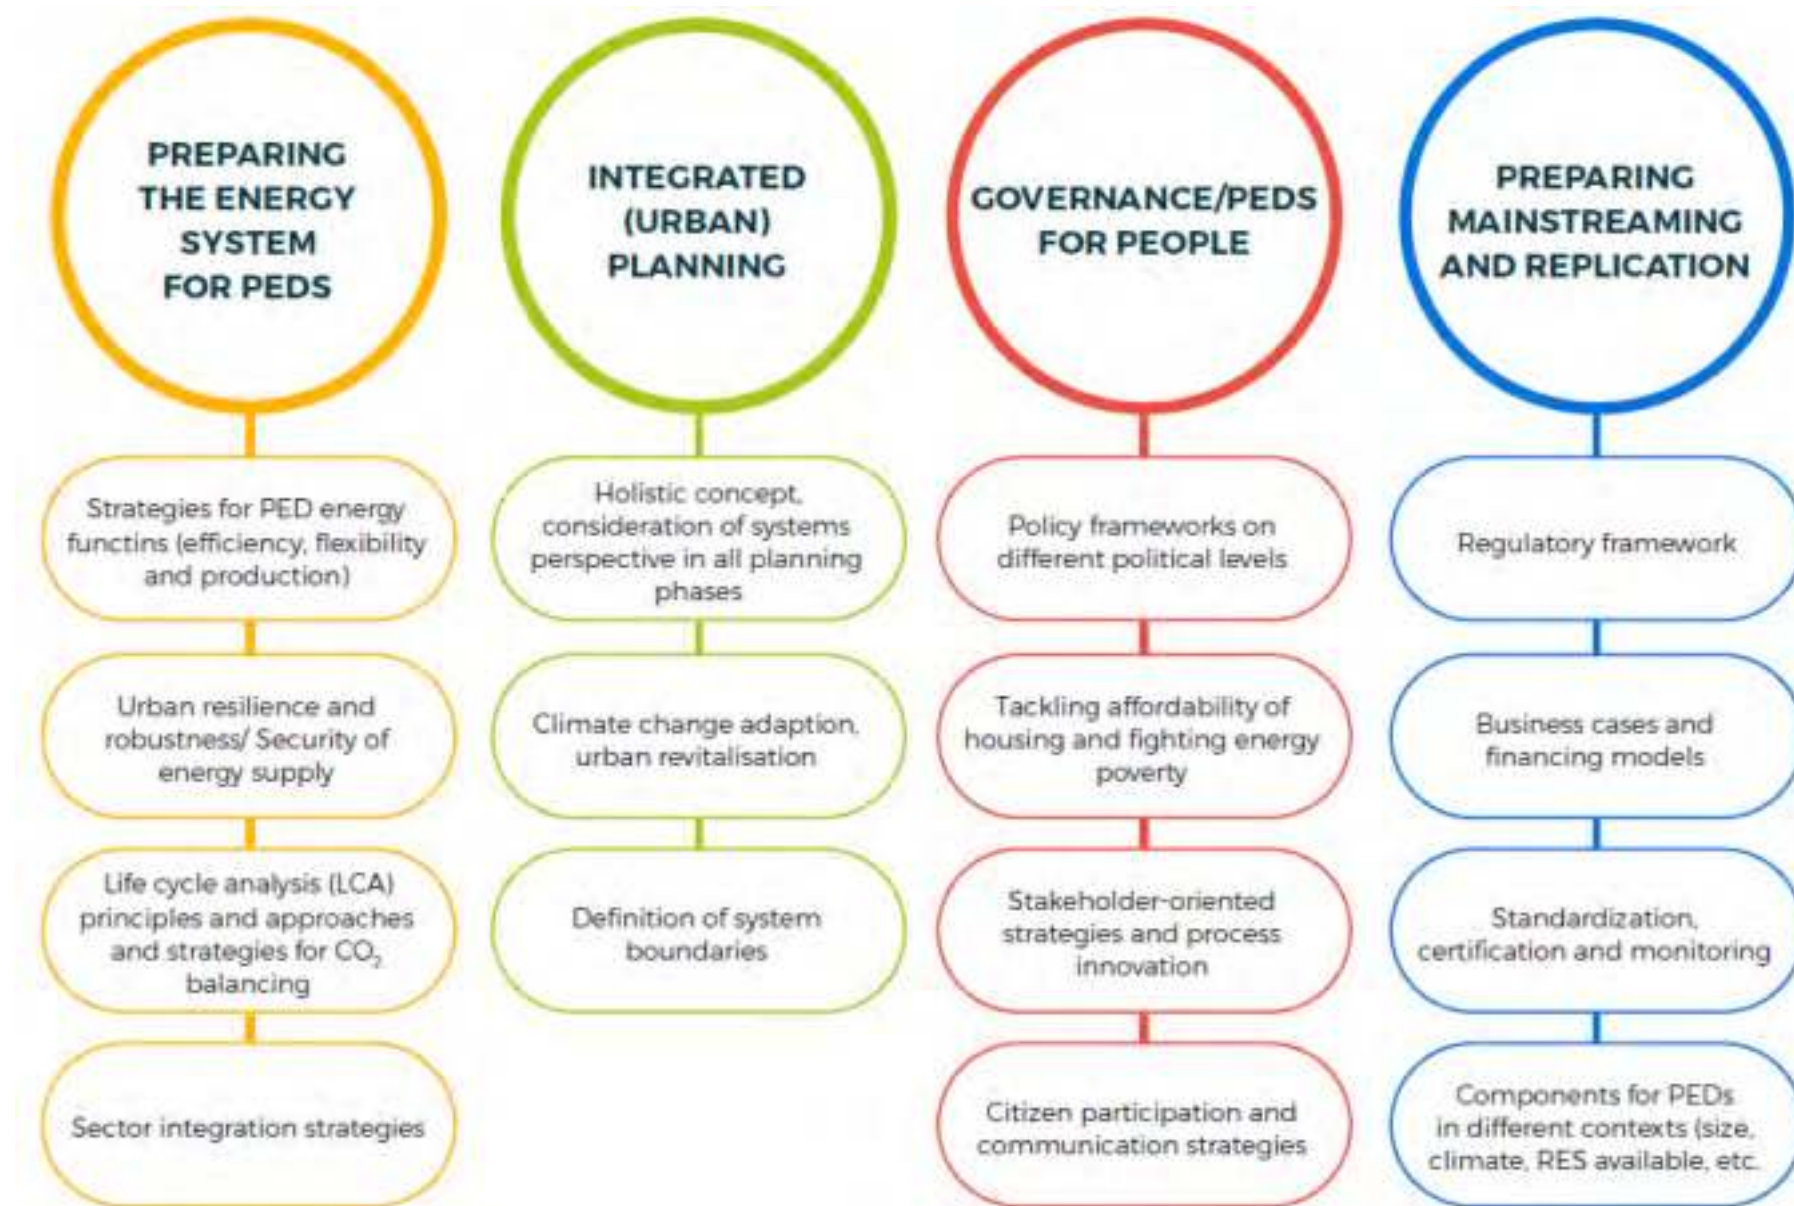 PREPARING
THE ENERGY
SYSTEM
FOR PEDS
Strategies for PED energy
functins (efficiency, flexibility
and production)
Urban resilience and
robustness/ Security of
energy supply
Life cycle analysis (LCA)
principles and approaches
and strategies for CO₂
balancing
Sector integration strategies
INTEGRATED
(URBAN)
PLANNING
Holistic concept,
consideration of systems
perspective in all planning
phases
Climate change adaption,
urban revitalisation
Definition of system
boundaries
GOVERNANCE/PEDS
FOR PEOPLE
Policy frameworks on
different political levels
Tackling affordability of
housing and fighting energy
poverty
Stakeholder-oriented
strategies and process
innovation
Citizen participation and
communication strategies
PREPARING
MAINSTREAMING
AND REPLICATION
Regulatory framework
Business cases and
financing models
Standardization,
certification and monitoring
Components for PEDs
in different contexts (size,
climate, RES available, etc.